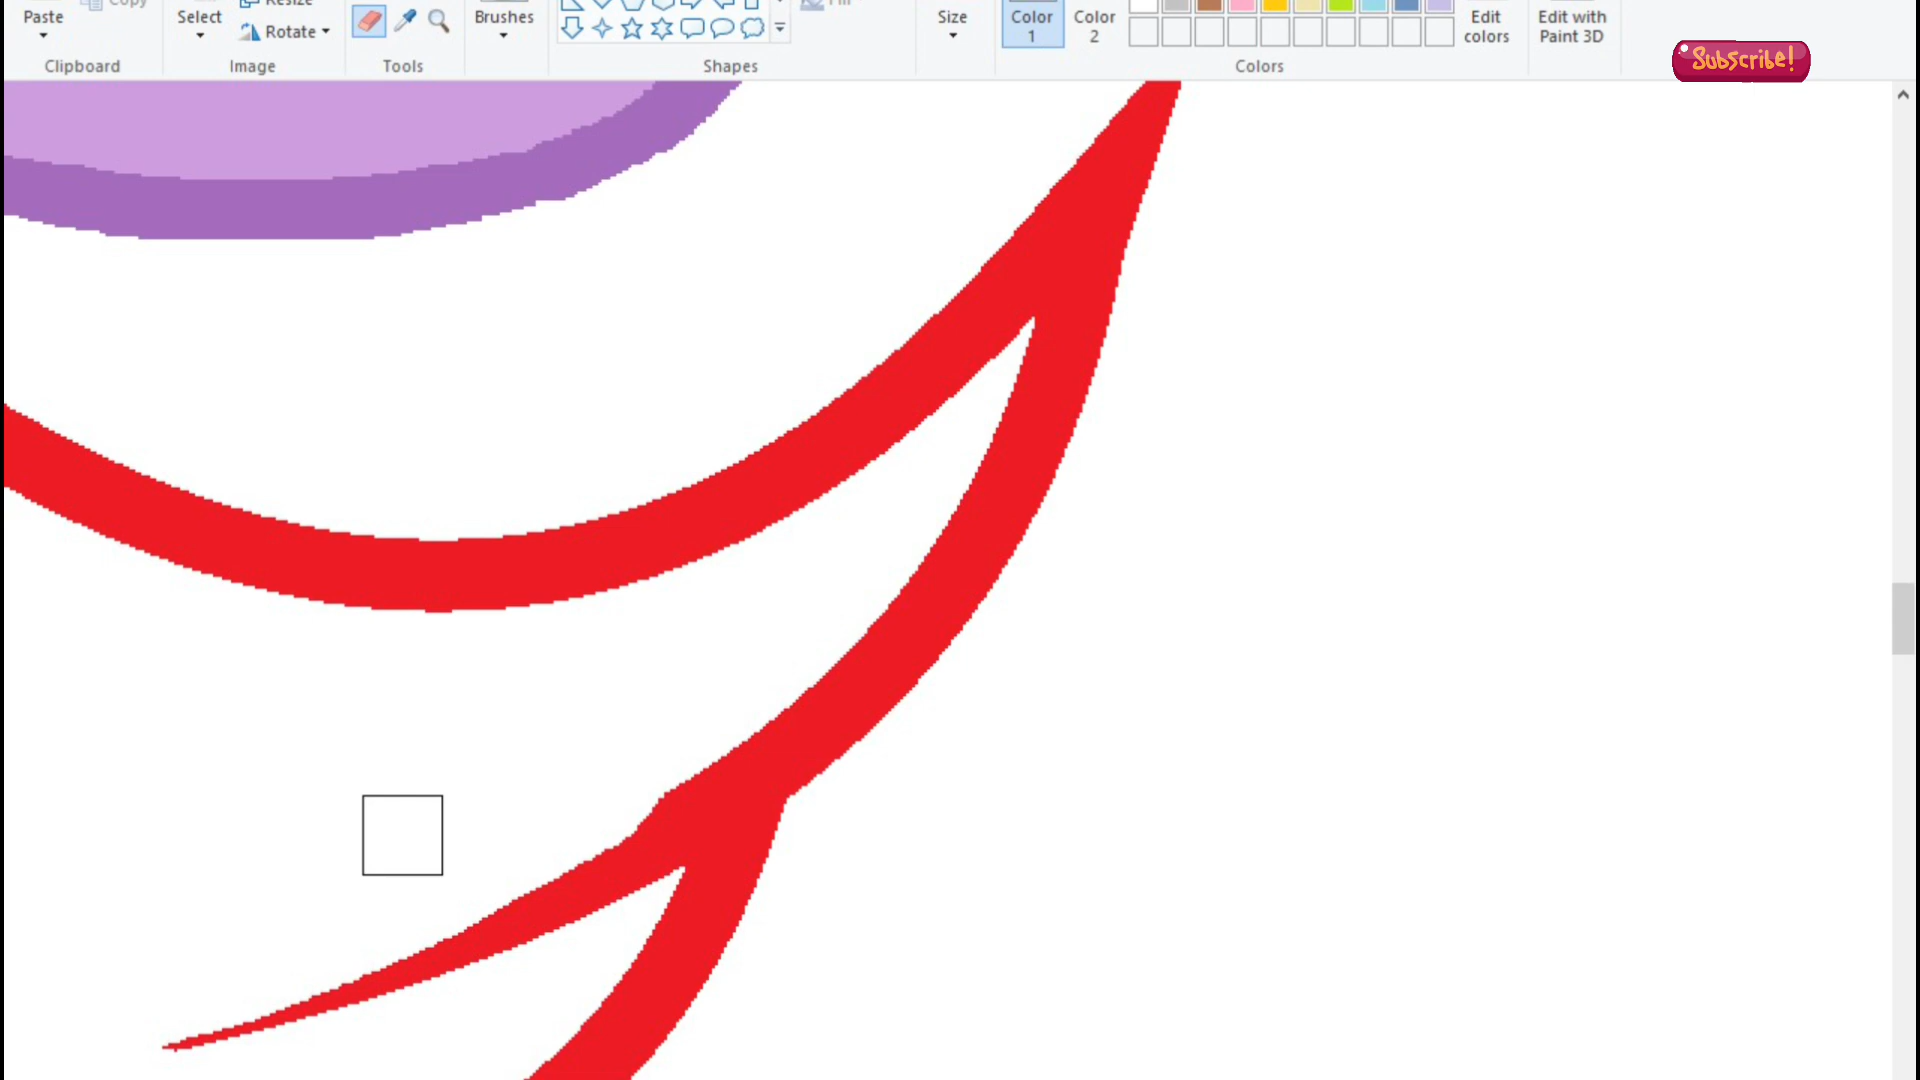 Paste
Copy
Clipboard
Select
Resize
Rotate
Image
Tools
Brushes
Shapes
Fill
Size
Color 1
Color 2
Edit colors
Colors
Edit with Paint 3D
Subscribe!